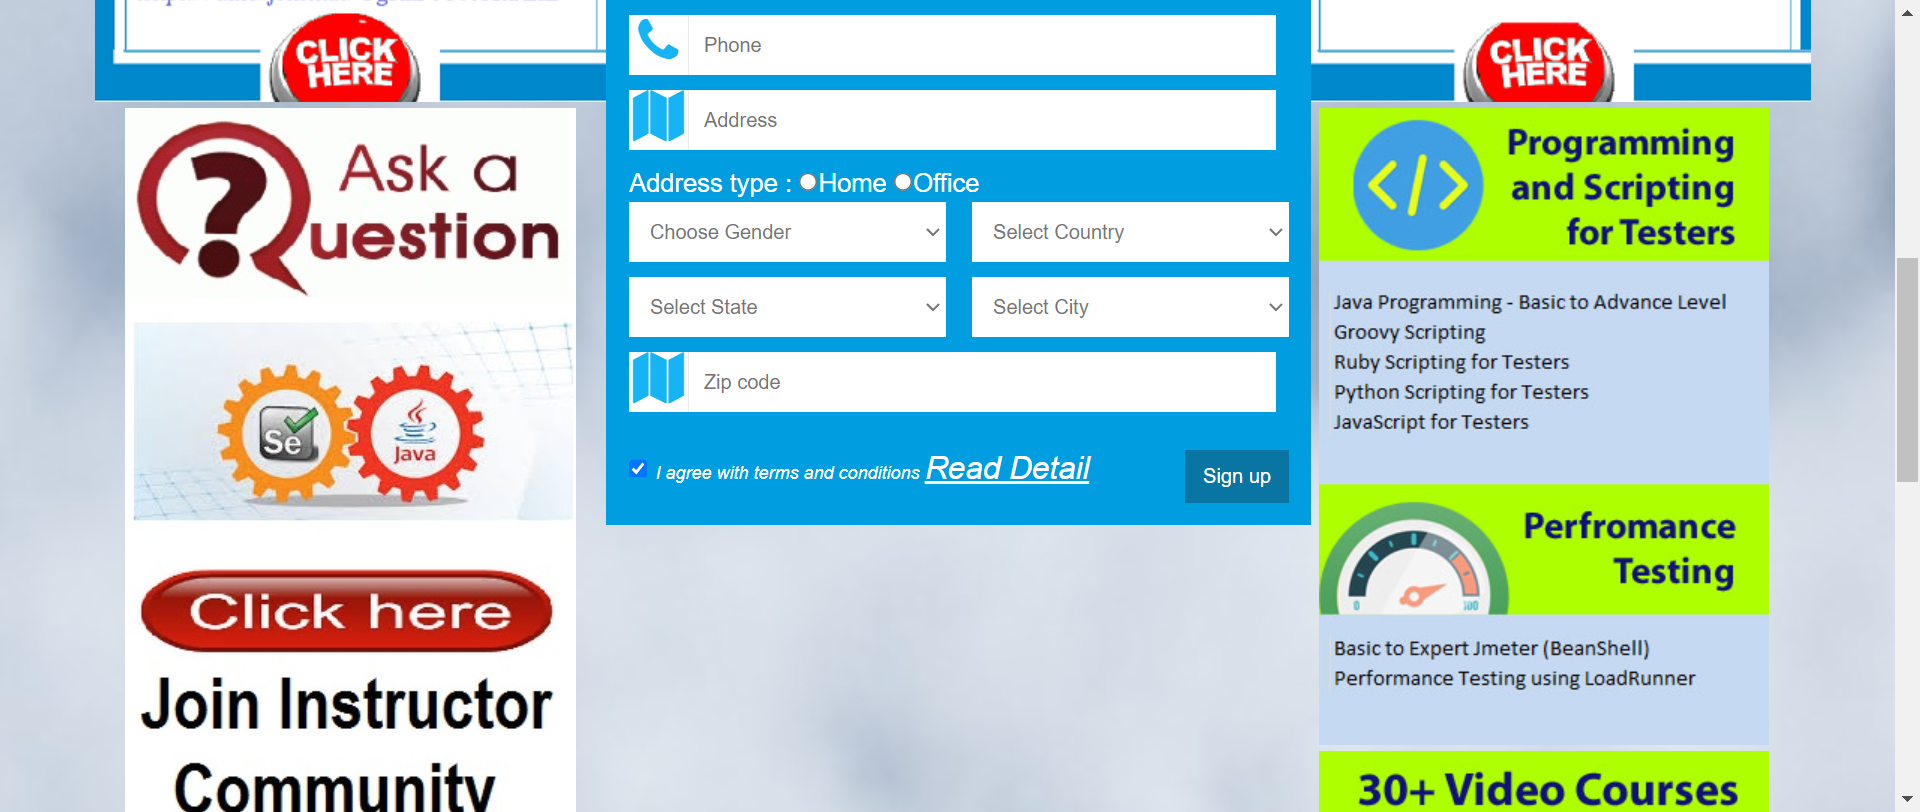 CLICK
HERE
Ask a
Question
Se
Java
Click here
Join Instructor
Community
Phone
Address
Address type : Home Office
Choose Gender
Select Country
Select State
Select City
Zip code
I agree with terms and conditions Read Detail
Sign up
CLICK
HERE
</>
Programming
and Scripting
for Testers
Java Programming - Basic to Advance Level
Groovy Scripting
Ruby Scripting for Testers
Python Scripting for Testers
JavaScript for Testers
Perfromance
Testing
0 100
Basic to Expert Jmeter (BeanShell)
Performance Testing using LoadRunner
30+ Video Courses